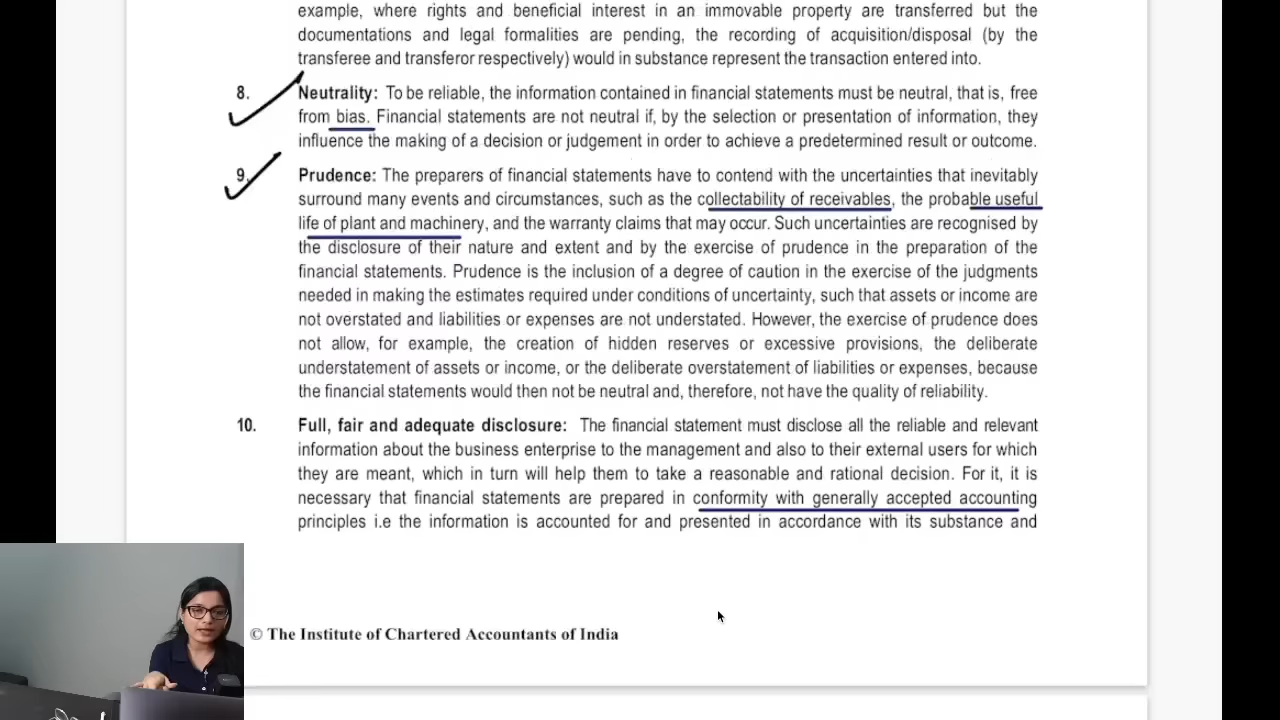 example, where rights and beneficial interest in an immovable property are transferred but the
documentations and legal formalities are pending, the recording of acquisition/disposal (by the
transferee and transferor respectively) would in substance represent the transaction entered into.
8. Neutrality: To be reliable, the information contained in financial statements must be neutral, that is, free
from bias. Financial statements are not neutral if, by the selection or presentation of information, they
influence the making of a decision or judgement in order to achieve a predetermined result or outcome.
9. Prudence: The preparers of financial statements have to contend with the uncertainties that inevitably
surround many events and circumstances, such as the collectability of receivables, the probable useful
life of plant and machinery, and the warranty claims that may occur. Such uncertainties are recognised by
the disclosure of their nature and extent and by the exercise of prudence in the preparation of the
financial statements. Prudence is the inclusion of a degree of caution in the exercise of the judgments
needed in making the estimates required under conditions of uncertainty, such that assets or income are
not overstated and liabilities or expenses are not understated. However, the exercise of prudence does
not allow, for example, the creation of hidden reserves or excessive provisions, the deliberate
understatement of assets or income, or the deliberate overstatement of liabilities or expenses, because
the financial statements would then not be neutral and, therefore, not have the quality of reliability.
10. Full, fair and adequate disclosure: The financial statement must disclose all the reliable and relevant
information about the business enterprise to the management and also to their external users for which
they are meant, which in turn will help them to take a reasonable and rational decision. For it, it is
necessary that financial statements are prepared in conformity with generally accepted accounting
principles i.e the information is accounted for and presented in accordance with its substance and
© The Institute of Chartered Accountants of India